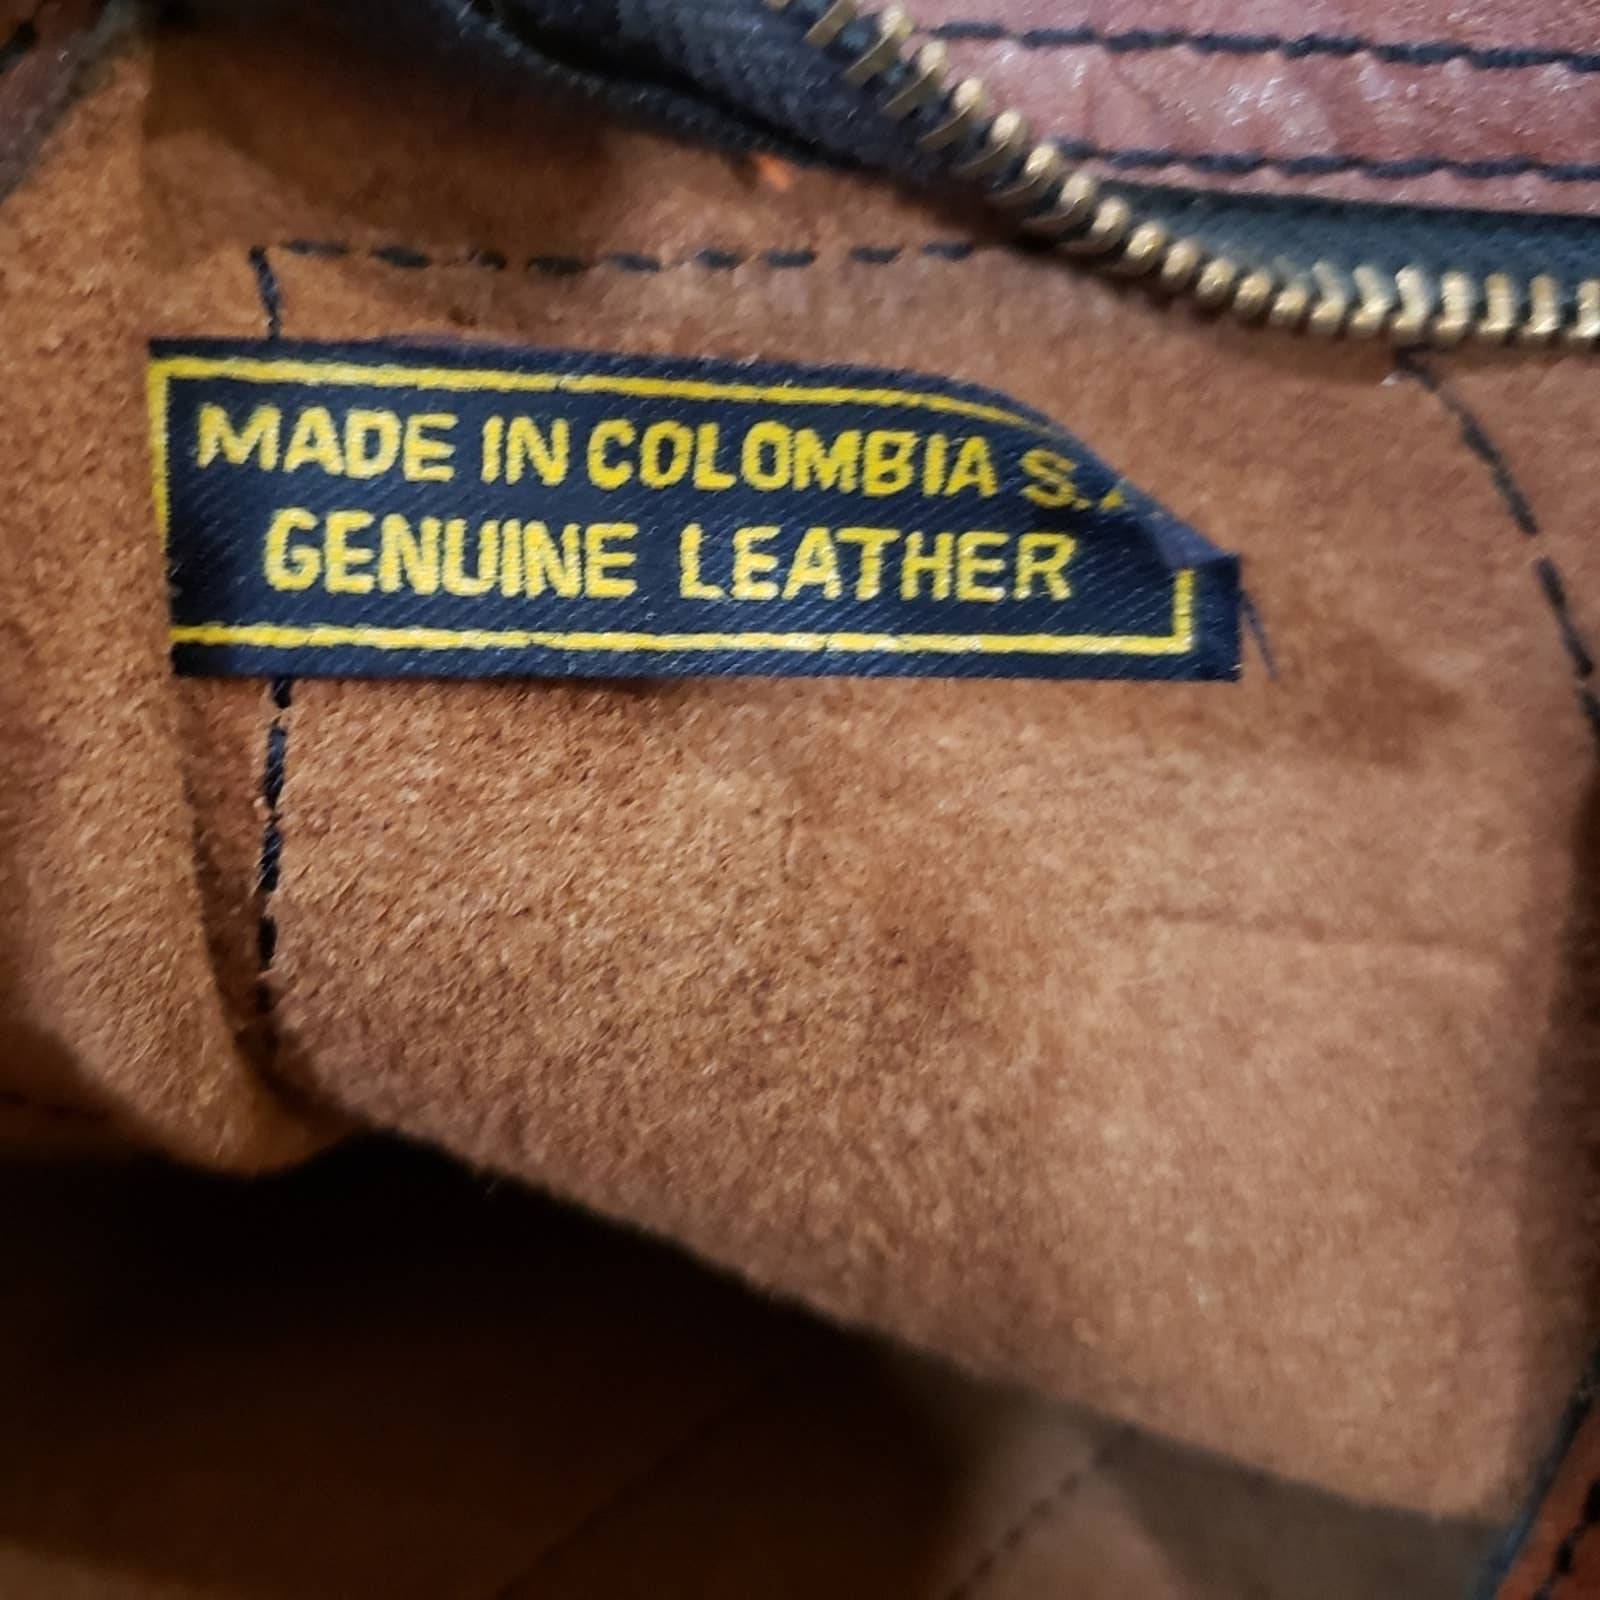 MADE IN COLOMBIA S.
GENUINE LEATHER